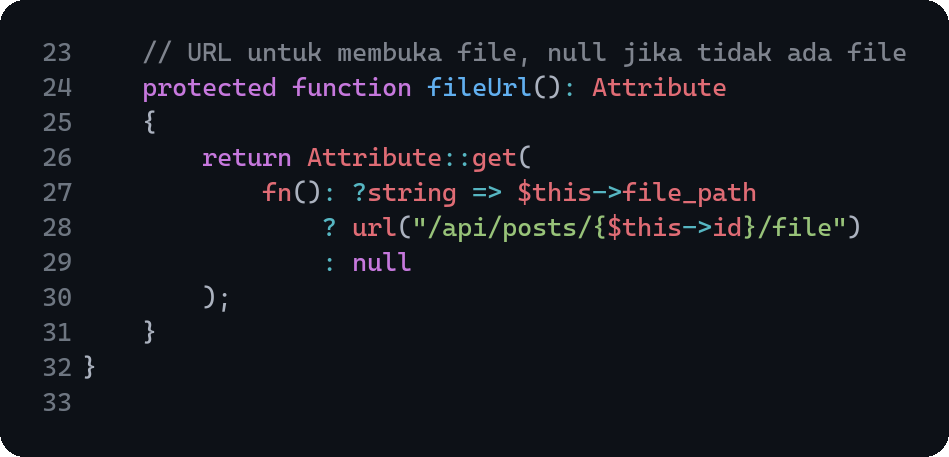 23    // URL untuk membuka file, null jika tidak ada file
24    protected function fileUrl(): Attribute
25    {
26        return Attribute::get(
27            fn(): ?string => $this->file_path
28                ? url("/api/posts/{$this->id}/file")
29                : null
30        );
31    }
32 }
33